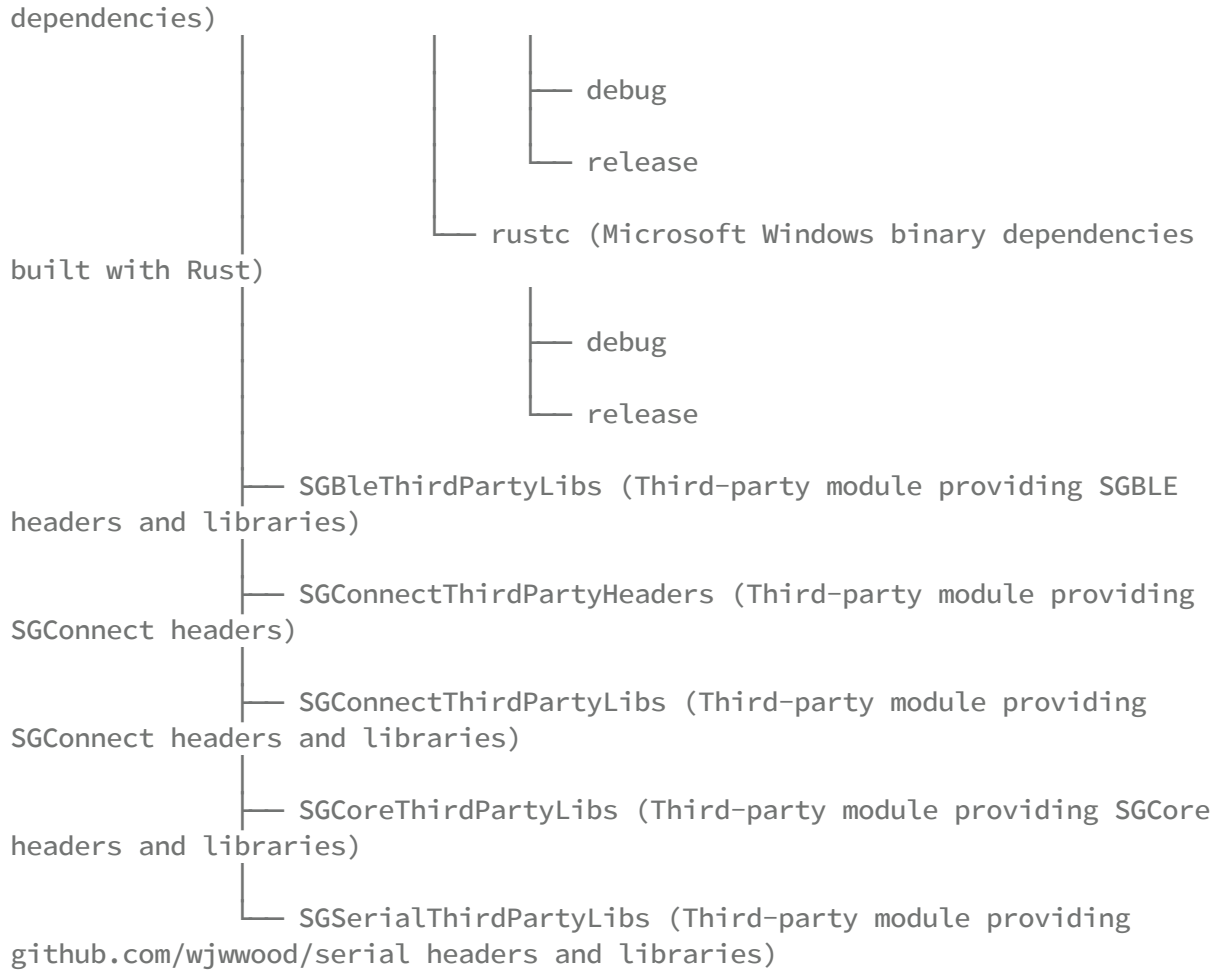 dependencies)
├── debug
└── release
└── rustc (Microsoft Windows binary dependencies
built with Rust)
├── debug
└── release
├── SGBleThirdPartyLibs (Third-party module providing SGBLE
headers and libraries)
├── SGConnectThirdPartyHeaders (Third-party module providing
SGConnect headers)
├── SGConnectThirdPartyLibs (Third-party module providing
SGConnect headers and libraries)
├── SGCoreThirdPartyLibs (Third-party module providing SGCore
headers and libraries)
└── SGSerialThirdPartyLibs (Third-party module providing
github.com/wjwwood/serial headers and libraries)